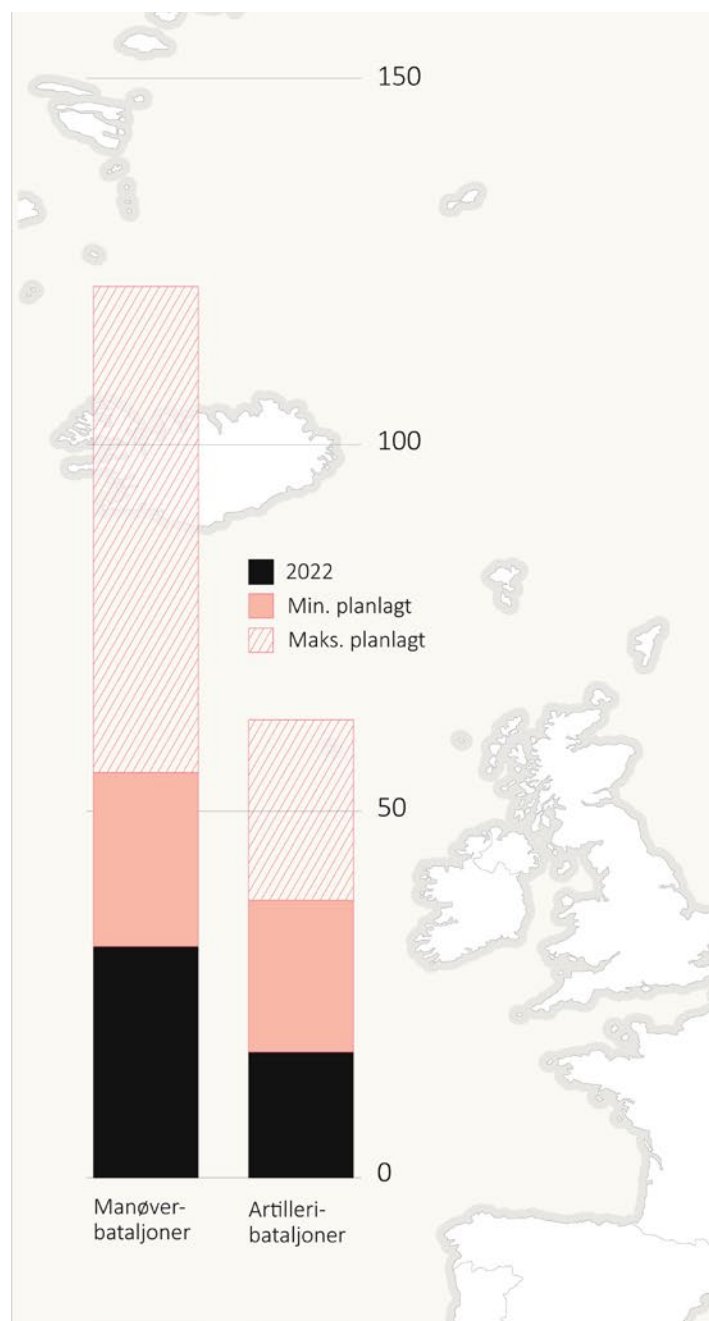 150
100
2022
Min. planlagt
Maks. planlagt
50
0
Manøver-
bataljoner
Artilleri-
bataljoner